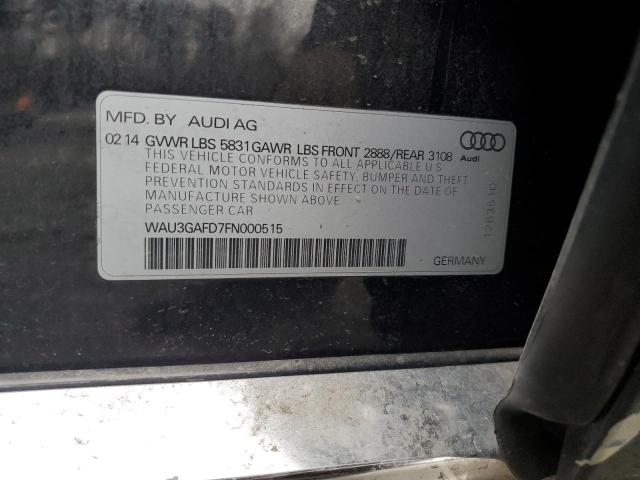 MFD. BY AUDI AG
02 14 GVWR LBS 5831 GAWR LBS FRONT 2888/REAR 3108
THIS VEHICLE CONFORMS TO ALL APPLICABLE U S
FEDERAL MOTOR VEHICLE SAFETY, BUMPER AND THEFT
PREVENTION STANDARDS IN EFFECT ON THE DATE OF
MANUFACTURE SHOWN ABOVE
PASSENGER CAR
WAU3GAFD7FN000515
GERMANY
Audi
1263510